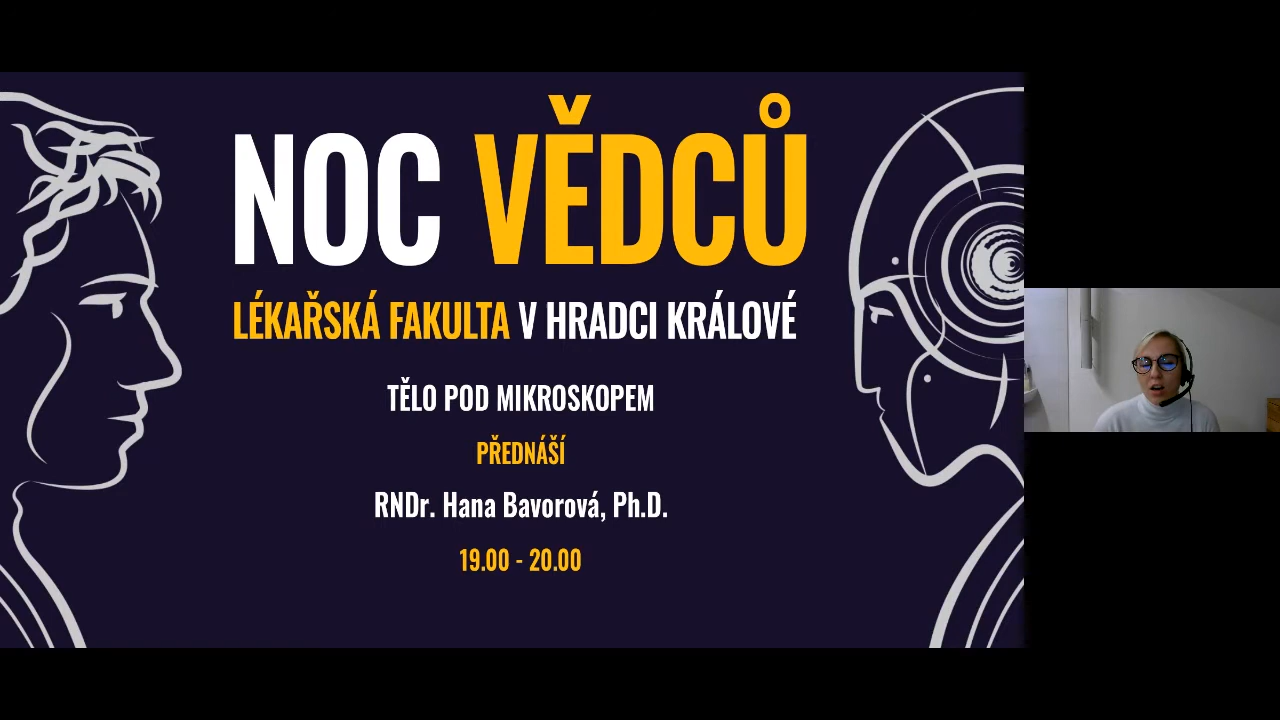 NOC VĚDCŮ
LÉKAŘSKÁ FAKULTA V HRADCI KRÁLOVÉ
TĚLO POD MIKROSKOPEM
PŘEDNÁŠÍ
RNDr. Hana Bavorová, Ph.D.
19.00 - 20.00